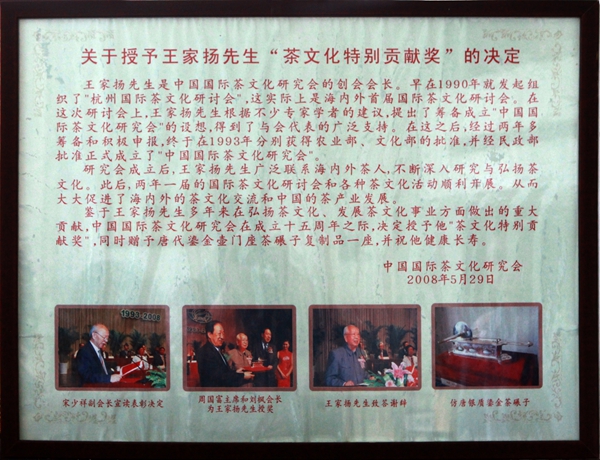 关于授予王家扬先生“茶文化特别贡献奖”的决定
王家扬先生是中国国际茶文化研究会的创会会长。早在1990年就发起组
织了“杭州国际茶文化研讨会”,这实际上是海内外首届国际茶文化研讨会。在
这次研讨会上,王家扬先生根据不少专家学者的建议,提出了筹备成立“中国国
际茶文化研究会”的设想,得到了与会代表的广泛支持。在这之后,经过两年多
筹备和积极申报,终于在1993年分别获得农业部、文化部的批准,并经民政部
批准正式成立了“中国国际茶文化研究会”。
研究会成立后,王家扬先生广泛联系海内外茶人,不断深入研究与弘扬茶
文化。此后,两年一届的国际茶文化研讨会和各种茶文化活动顺利开展。从而
大大促进了海内外的茶文化交流和中国的茶产业发展。
鉴于王家扬先生多年来在弘扬茶文化、发展茶文化事业方面做出的重大
贡献,中国国际茶文化研究会在成立十五周年之际,决定授予他“茶文化特别贡
献奖”,同时赠予唐代鎏金壶门座茶碾子复制品一座,并祝他健康长寿。
中国国际茶文化研究会
2008年5月29日
1993-2008
宋少祥副会长宣读表彰决定
周国富主席和刘枫会长
为王家扬先生授奖
王家扬先生致答谢辞
仿唐银质鎏金茶碾子